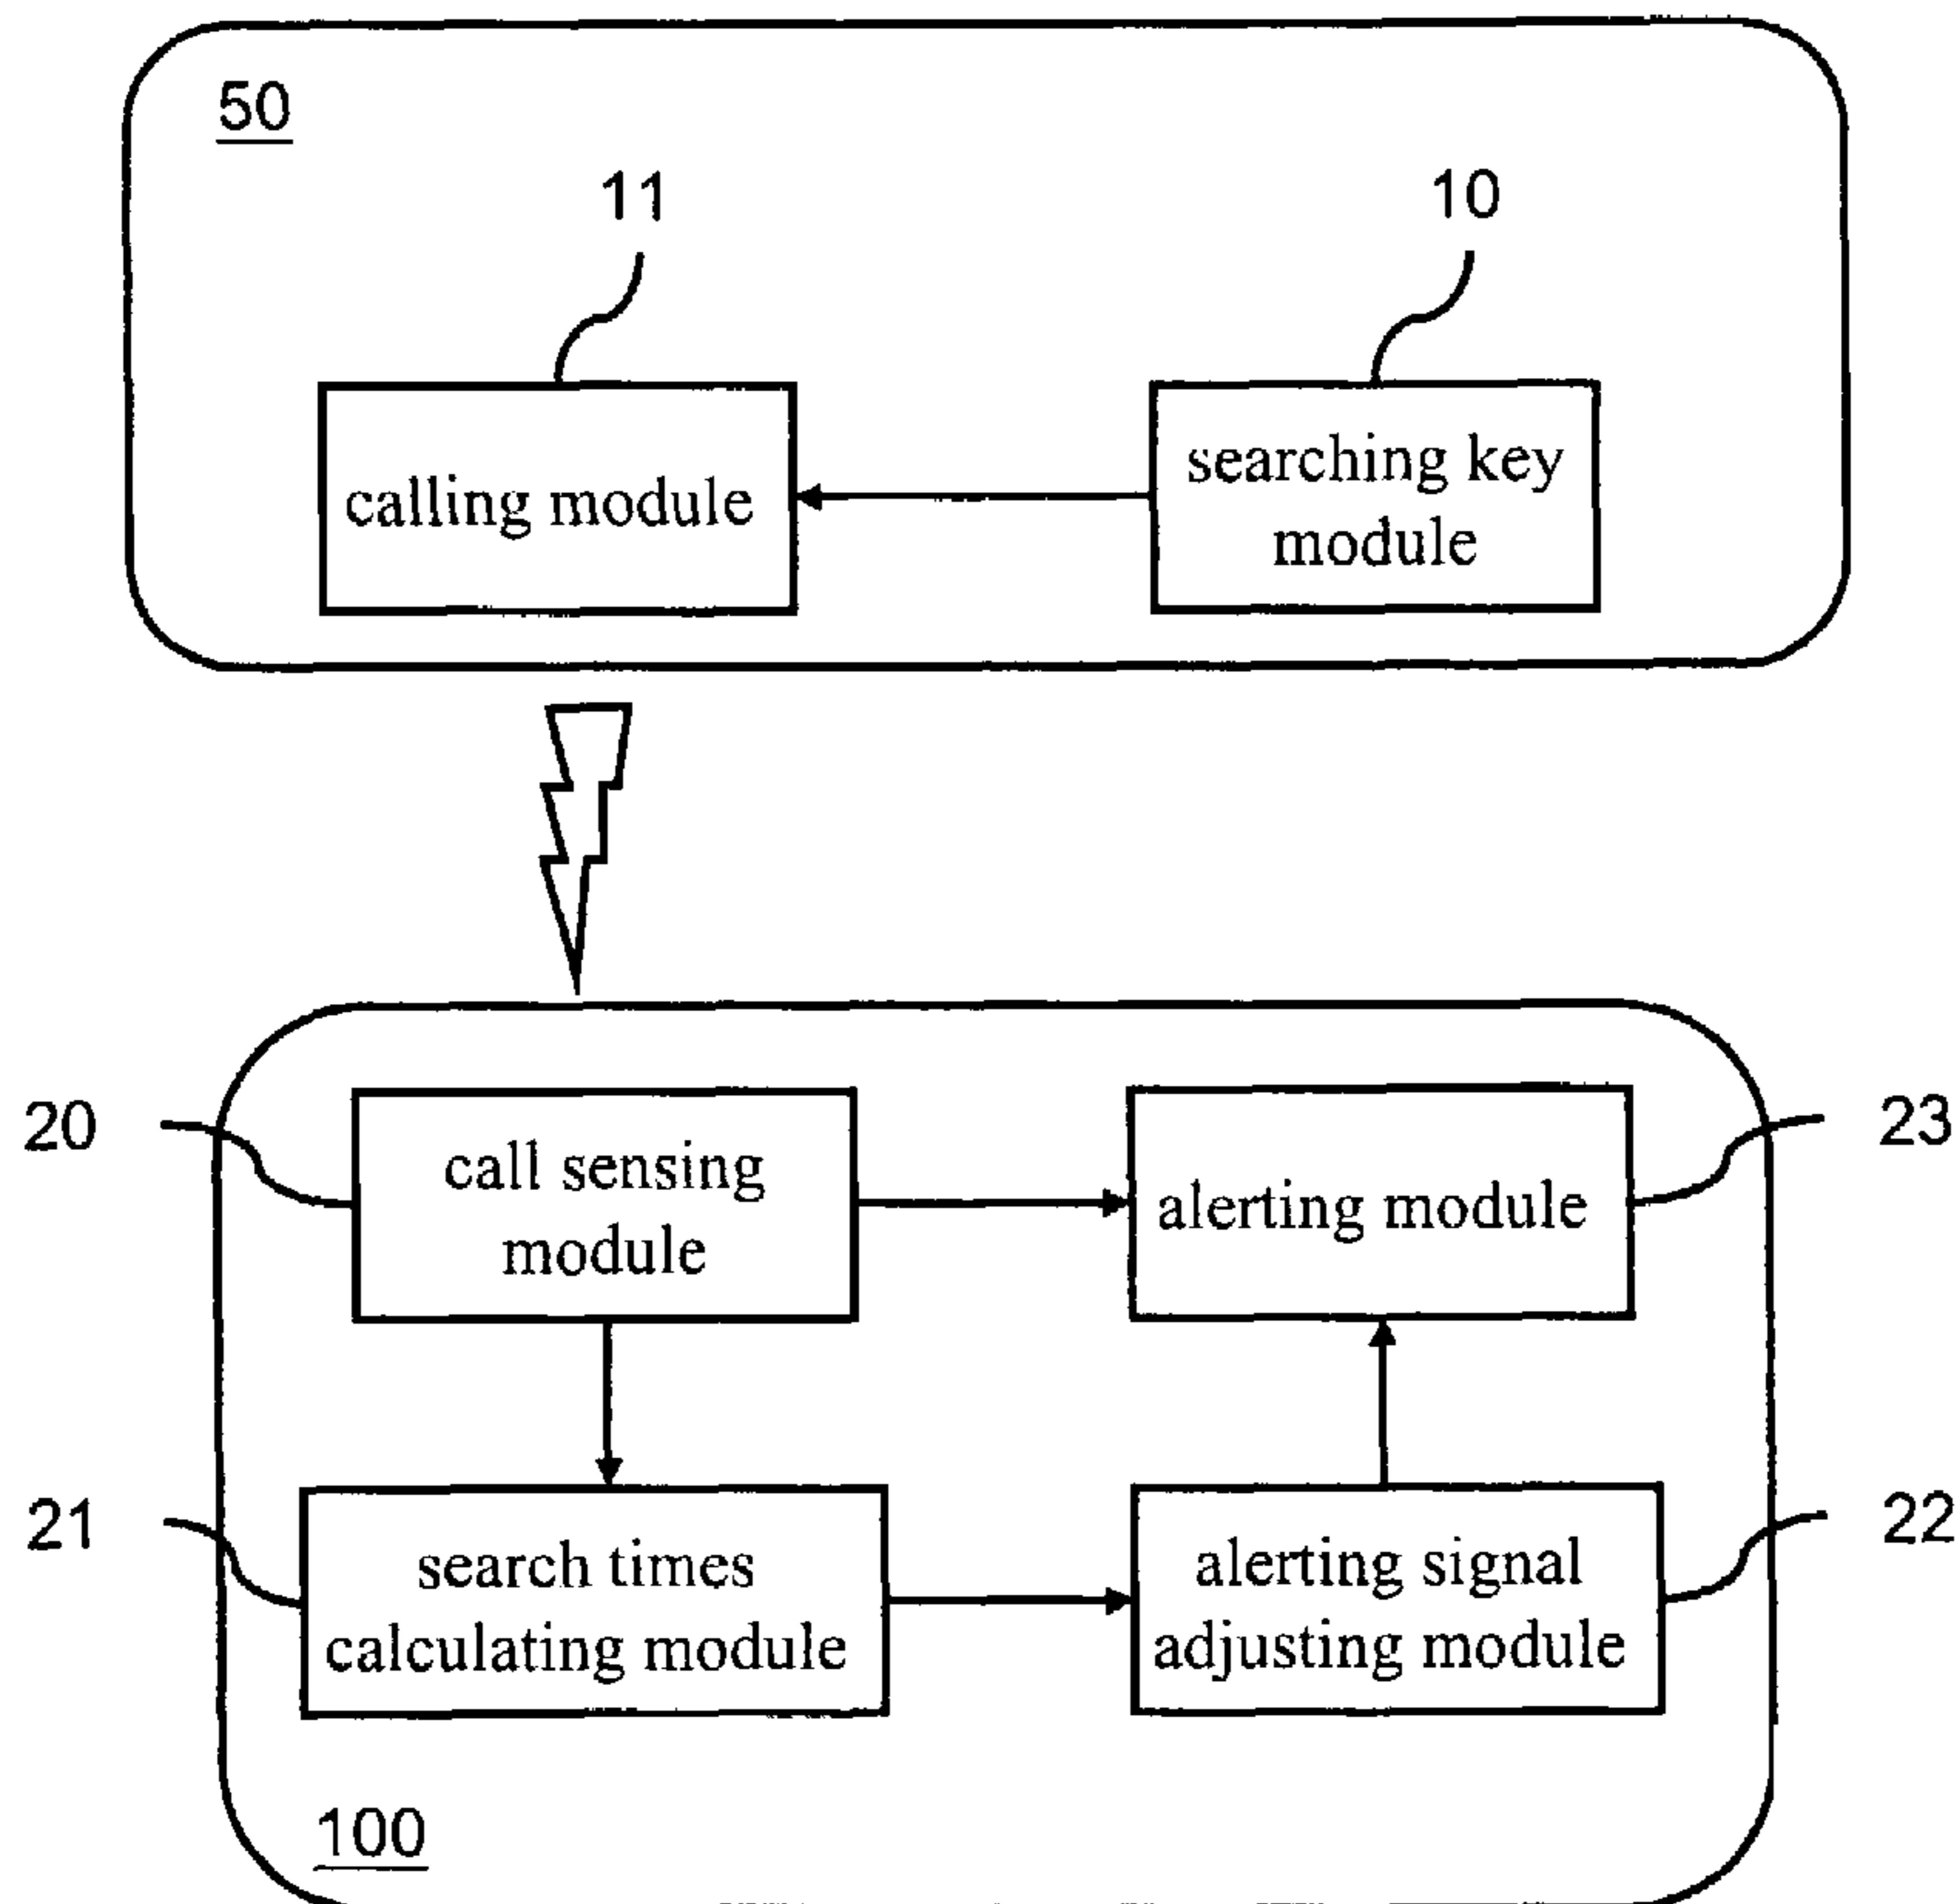 50
11
10
calling module
searching key
module
20
call sensing
module
alerting module
23
21
search times
calculating module
alerting signal
adjusting module
22
100